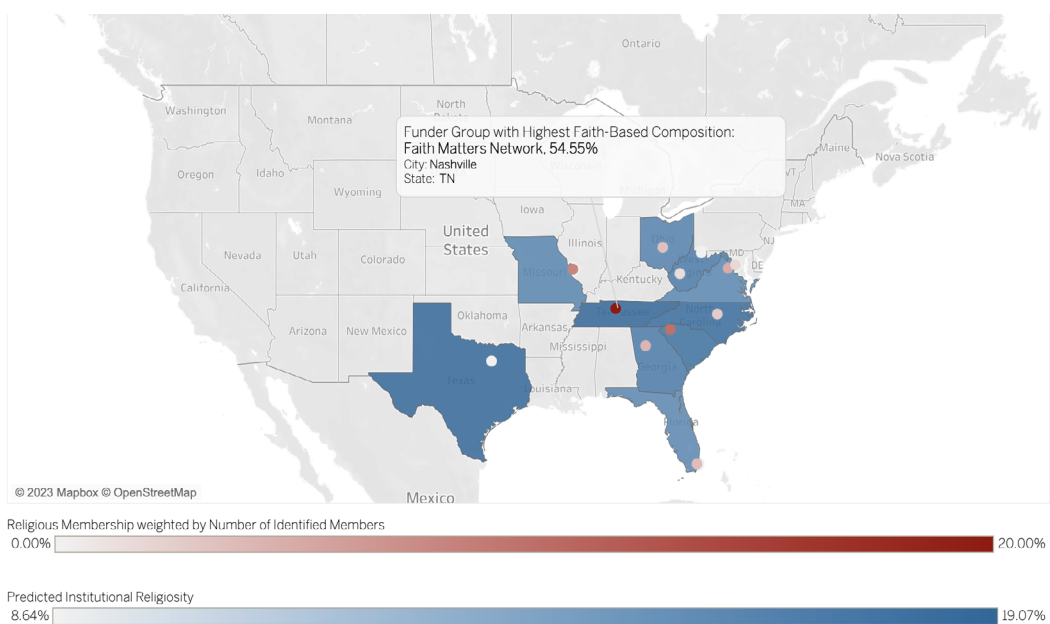 Ontario
Washington
Montana
North
Funder Group with Highest Faith-Based Composition:
Faith Matters Network, 54.55%
City: Nashville
State: TN
Maine
Nova Scotia
Oregon
Idaho
Wyoming
VT
MA
Iowa
United
States
Nevada
Utah
Colorado
Illinois
Ohio
MD
NJ
DE
Missouri
Kentucky
California
Arizona
New Mexico
Oklahoma
Arkansas
Tennessee
North
Carolina
Mississippi
Georgia
Texas
Louisiana
Florida
Mexico
© 2023 Mapbox © OpenStreetMap
Religious Membership weighted by Number of Identified Members
0.00%
20.00%
Predicted Institutional Religiosity
8.64%
19.07%